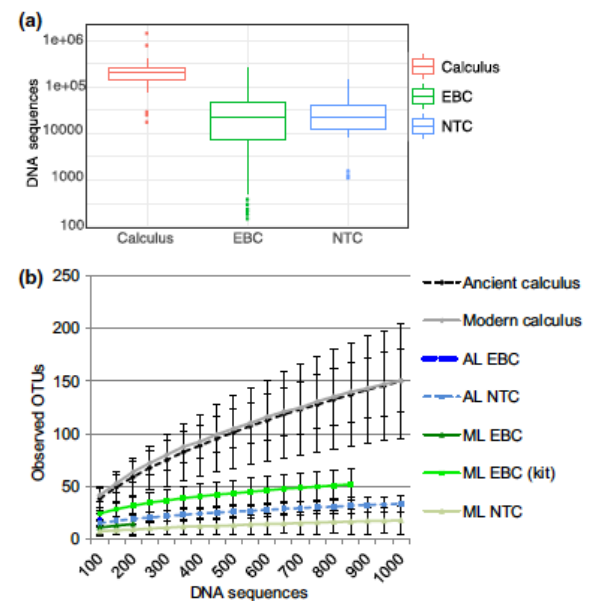 (a)
DNA sequences
1e+06
1e+05
10000
1000
100
Calculus EBC NTC
Calculus
EBC
NTC
(b)
Observed OTUs
250
200
150
100
50
0
100 200 300 400 500 600 700 800 900 1000
DNA sequences
Ancient calculus
Modern calculus
AL EBC
AL NTC
ML EBC
ML EBC (kit)
ML NTC